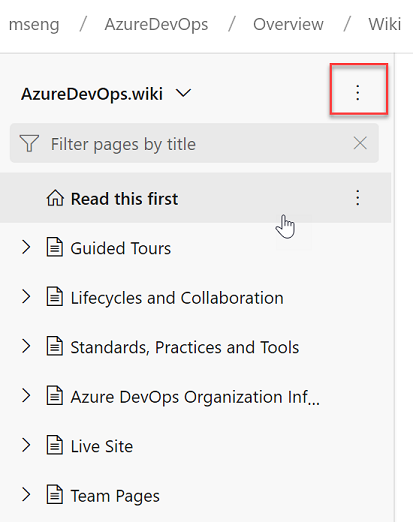 mseng / AzureDevOps / Overview / Wiki
AzureDevOps.wiki
Filter pages by title
Read this first
Guided Tours
Lifecycles and Collaboration
Standards, Practices and Tools
Azure DevOps Organization Inf...
Live Site
Team Pages